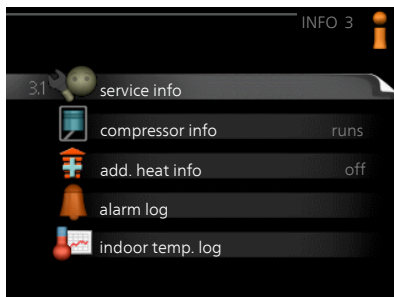 INFO 3
3.1 service info
compressor info runs
add. heat info off
alarm log
indoor temp. log